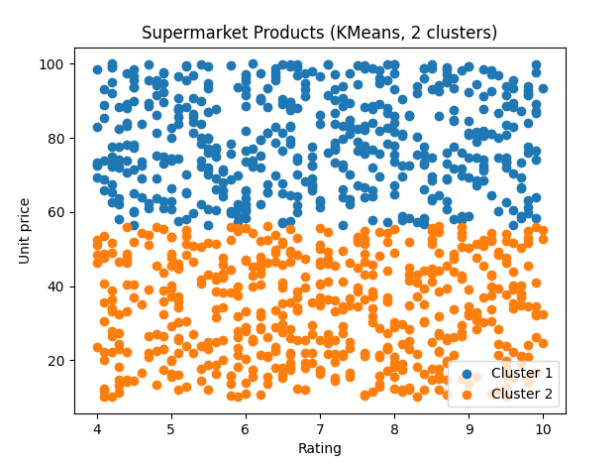 Supermarket Products (KMeans, 2 clusters)
100
80
60
40
20
Unit price
4 5 6 7 8 9 10
Rating
Cluster 1
Cluster 2